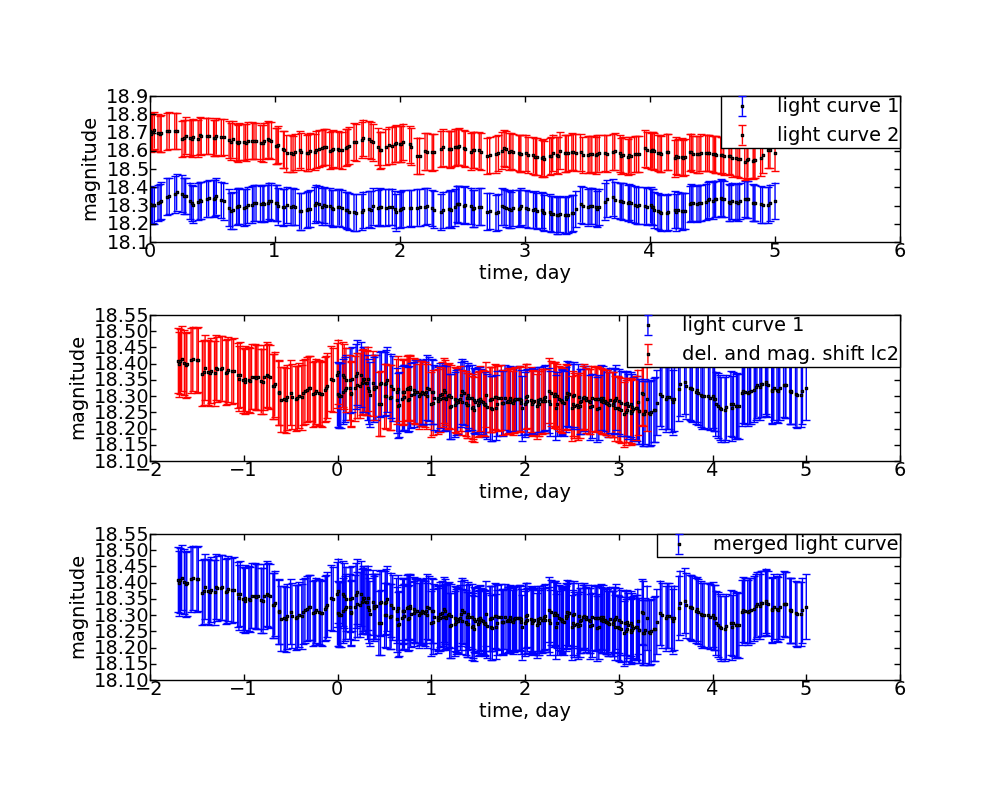 18.9
18.8
18.7
18.6
18.5
18.4
18.3
18.2
18.1
magnitude
light curve 1
light curve 2
0 1 2 3 4 5 6
time, day
18.55
18.50
18.45
18.40
18.35
18.30
18.25
18.20
18.15
18.10
magnitude
light curve 1
del. and mag. shift lc2
−2 −1 0 1 2 3 4 5 6
time, day
18.55
18.50
18.45
18.40
18.35
18.30
18.25
18.20
18.15
18.10
magnitude
merged light curve
−2 −1 0 1 2 3 4 5 6
time, day